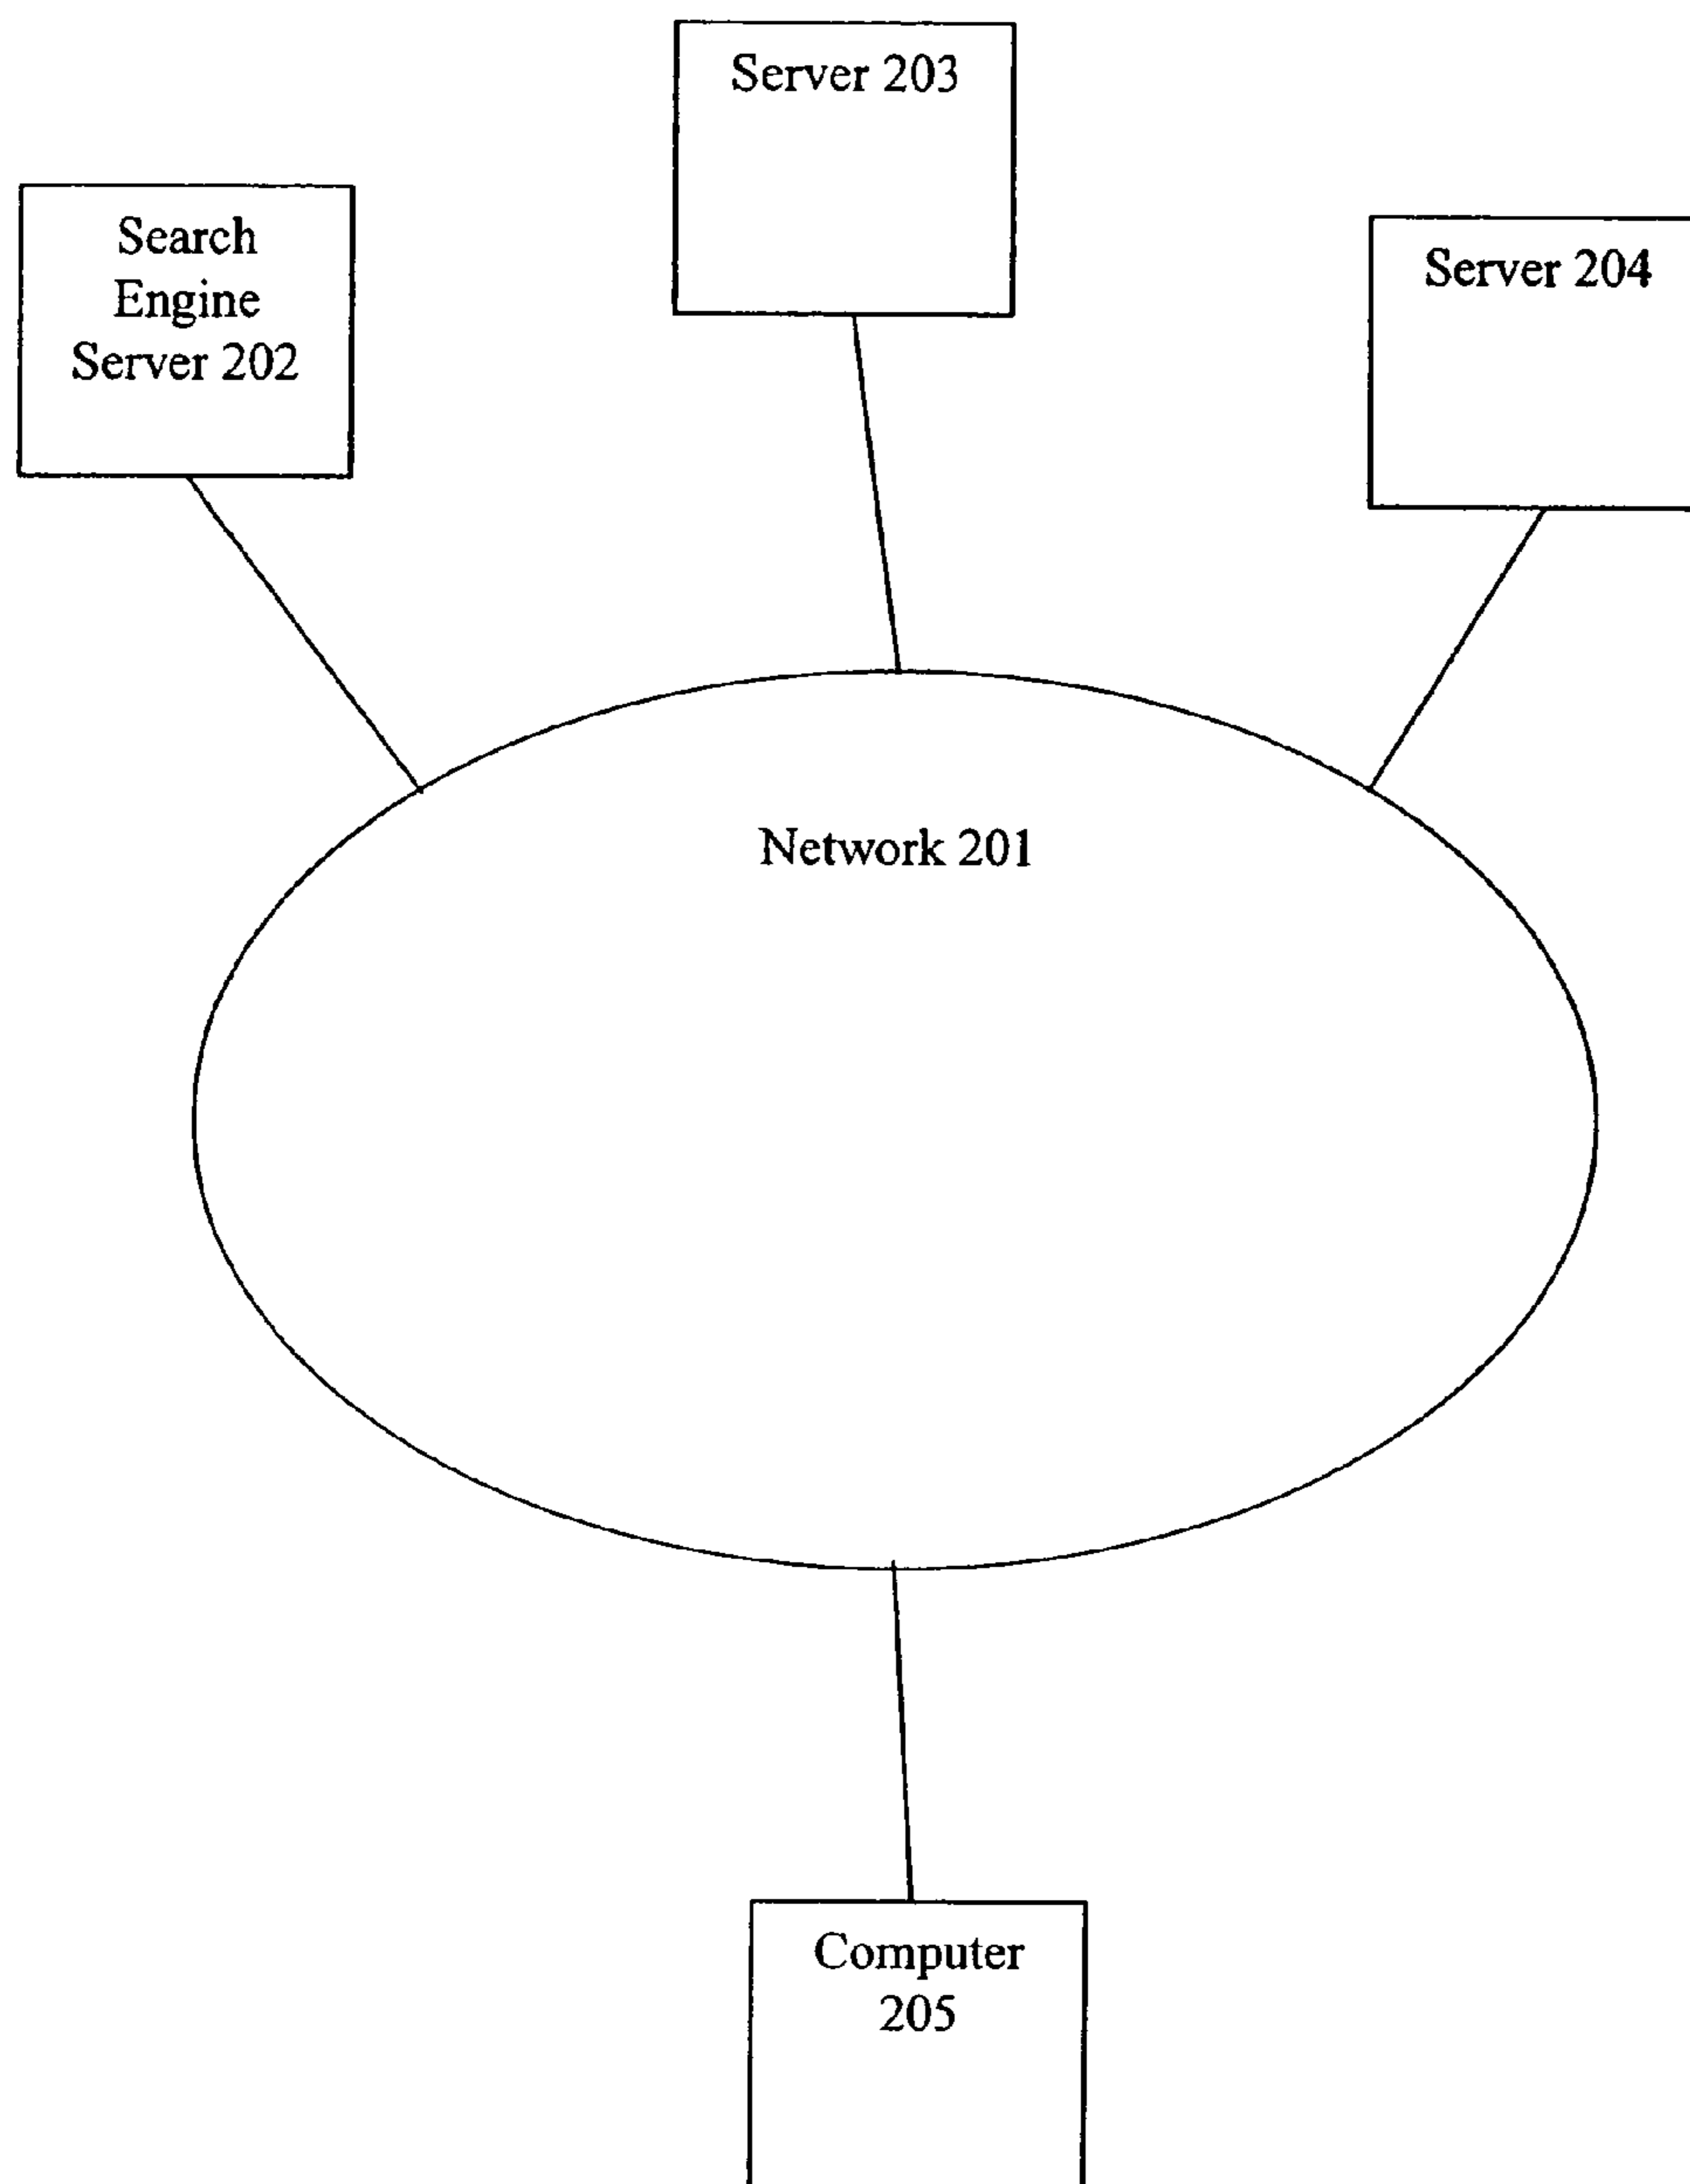 Server 203
Search
Engine
Server 202
Server 204
Network 201
Computer
205